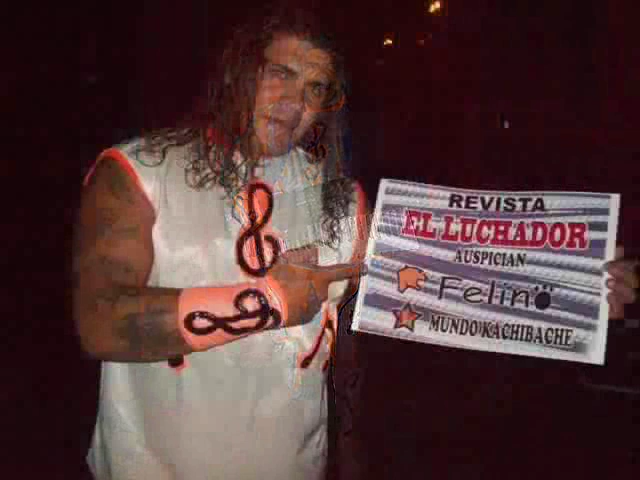 REVISTA
EL LUCHADOR
AUSPICIAN
Felino
MUNDO KACHIBACHE